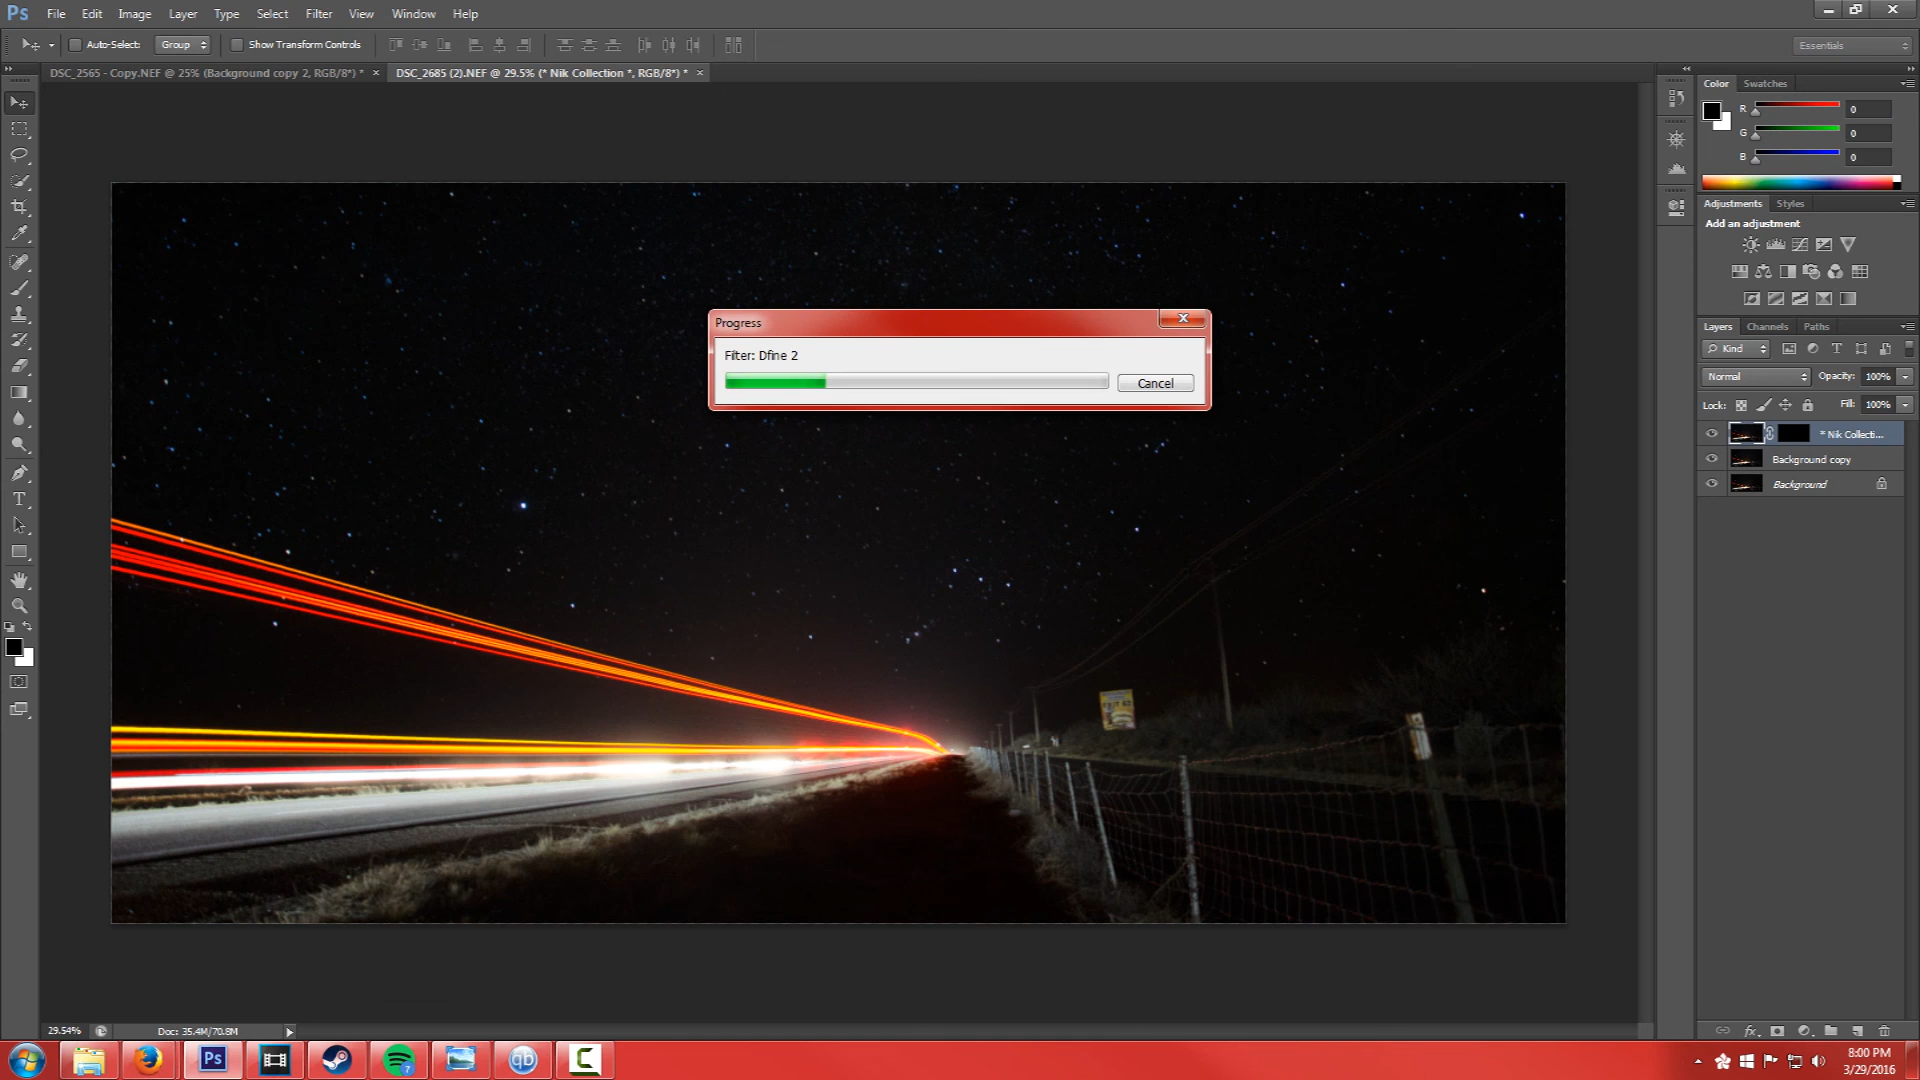 Ps File Edit Image Layer Type Select Filter View Window Help
Auto-Select: Group Show Transform Controls Essentials
DSC_2565 - Copy.NEF @ 25% (Background copy 2, RGB/8*) * × DSC_2685 (2).NEF @ 29.5% (* Nik Collection *, RGB/8*) * ×
Color Swatches
R 0
G 0
B 0
Adjustments Styles
Add an adjustment
Progress
Filter: Dfine 2
Cancel
Layers Channels Paths
Kind
Normal Opacity: 100%
Lock: Fill: 100%
* Nik Collecti...
Background copy
Background
29.54% Doc: 35.4M/70.8M
Ps 7 qb C
8:00 PM
3/29/2016